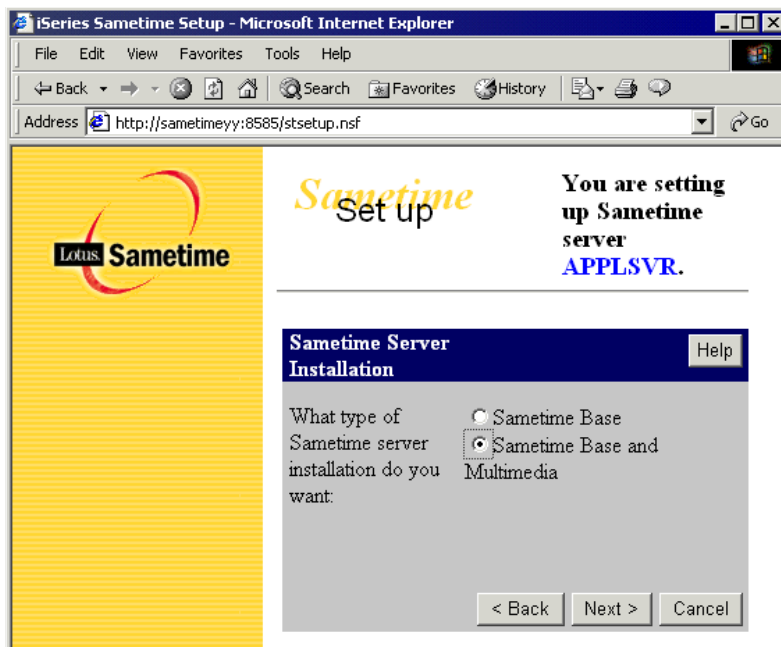 iSeries Sametime Setup - Microsoft Internet Explorer
File Edit View Favorites Tools Help
Back Search Favorites History
Address http://sametimeyy:8585/stsetup.nsf Go
Lotus Sametime
Sametime
Set up
You are setting
up Sametime
server
APPLSVR.
Sametime Server
Installation
Help
What type of
Sametime server
installation do you
want:
Sametime Base
Sametime Base and
Multimedia
< Back Next > Cancel